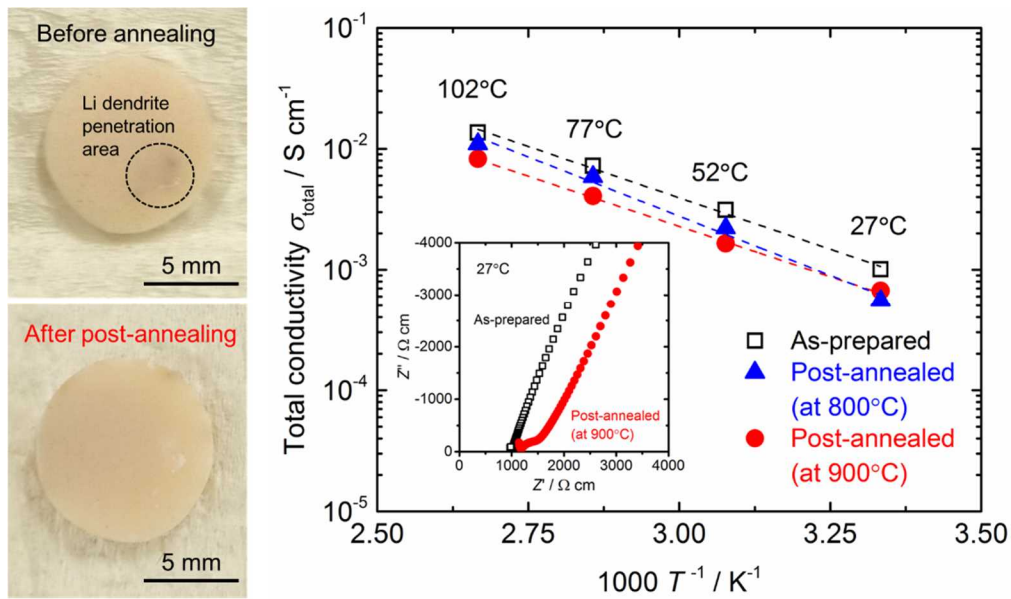 Before annealing
Li dendrite
penetration
area
5 mm
After post-annealing
5 mm
Total conductivity σtotal / S cm-1
10-1
10-2
10-3
10-4
10-5
102°C
77°C
52°C
27°C
-4000
-3000
-2000
-1000
0
Z'' / Ω cm
27°C
As-prepared
Post-annealed
(at 900°C)
0 1000 2000 3000 4000
Z' / Ω cm
As-prepared
Post-annealed
(at 800°C)
Post-annealed
(at 900°C)
2.50 2.75 3.00 3.25 3.50
1000 T -1 / K-1